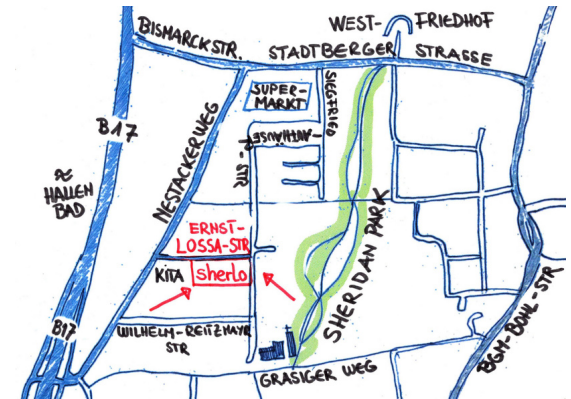 WEST- FRIEDHOF
BISMARCKSTR.
STADTBERGER STRASSE
SUPER-
MARKT
SIEGFRIED
-AUFHÄUSE
R-STR
B17
≈
HALLEN
BAD
NESTACKERWEG
ERNST-
LOSSA-STR
KITA sherlo
SHERIDAN PARK
B17
WILHELM-REITZMAYR
STR
GRASIGER WEG
BGM-BOHL-STR